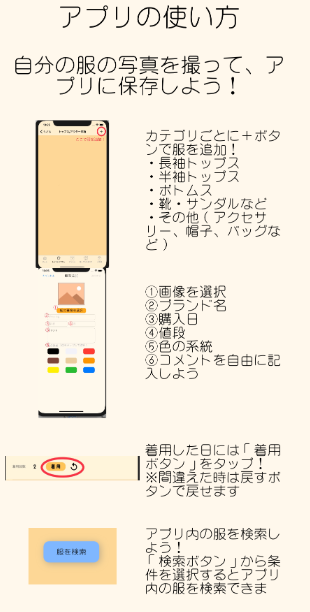 アプリの使い方
自分の服の写真を撮って、ア
プリに保存しよう！
カテゴリごとに＋ボタ
ンで服を追加！
・長袖トップス
・半袖トップス
・ボトムス
・靴・サンダルなど
・その他（アクセサ
リー、帽子、バッグな
ど）
①画像を選択
②ブランド名
③購入日
④値段
⑤色の系統
⑥コメントを自由に記
入しよう
着用した日には「着用
ボタン」をタップ！
※間違えた時は戻すボ
タンで戻せます
2 着用
アプリ内の服を検索し
よう！
「検索ボタン」から条
件を選択するとアプリ
内の服を検索できま
服を検索